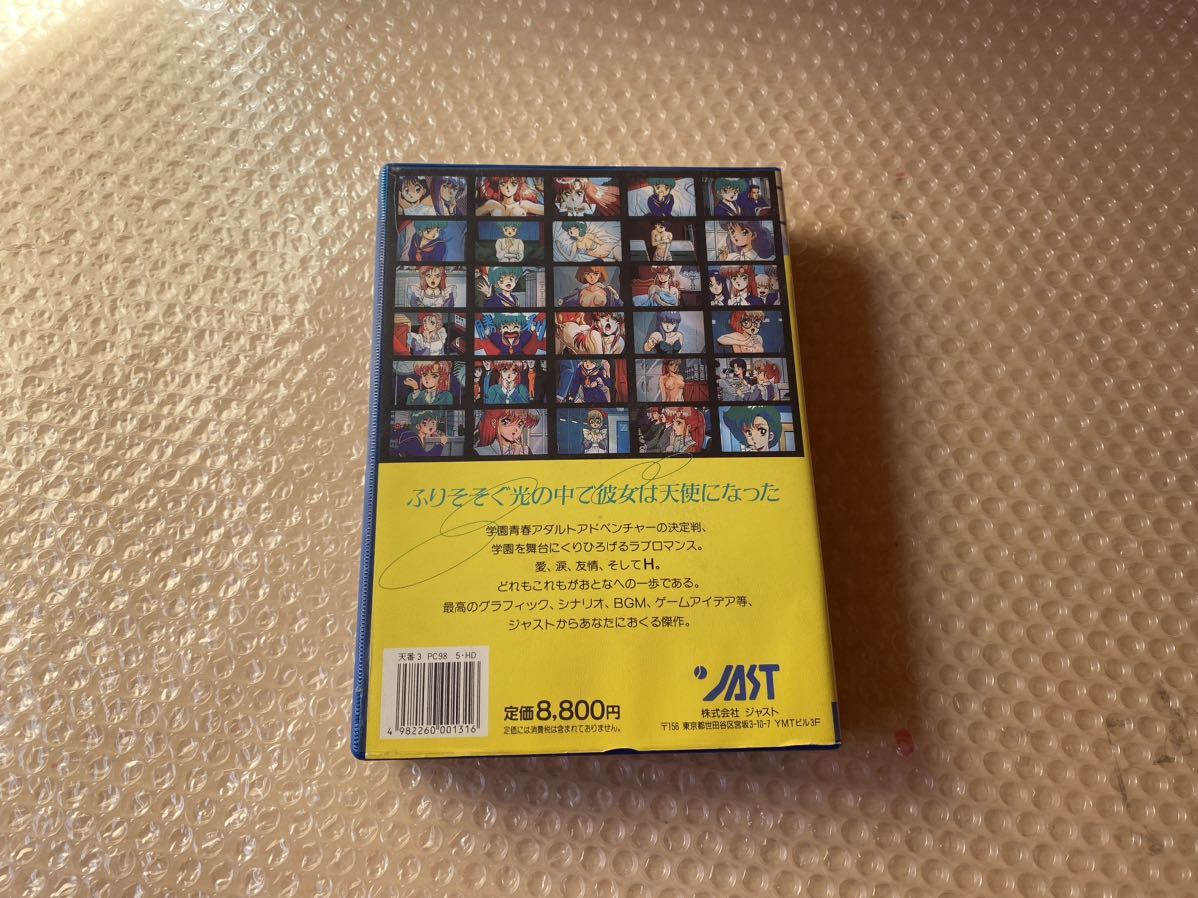 ふりそそぐ光の中で彼女は天使になった
学園青春アダルトアドベンチャーの決定判、
学園を舞台にくりひろげるラブロマンス。
愛、涙、友情、そしてH。
どれもこれもがおとなへの一歩である。
最高のグラフィック、シナリオ、BGM、ゲームアイデア等、
ジャストからあなたにおくる傑作。
天番3 PC98 5・HD
4 982260 001316
定価8,800円
定価には消費税は含まれておりません。
JAST
株式会社 ジャスト
〒156 東京都世田谷区宮坂3-10-7 YMTビル3F